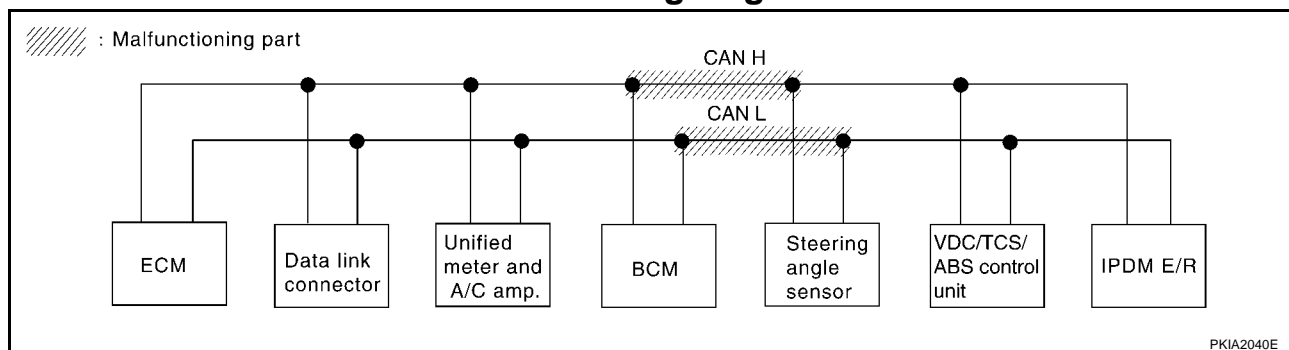 : Malfunctioning part
CAN H
CAN L
ECM
Data link
connector
Unified
meter and
A/C amp.
BCM
Steering
angle
sensor
VDC/TCS/
ABS control
unit
IPDM E/R
PKIA2040E